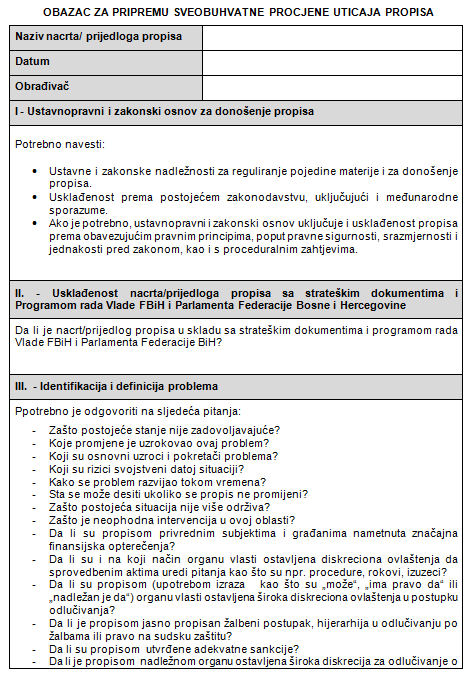 OBAZAC ZA PRIPREMU SVEOBUHVATNE PROCJENE UTICAJA PROPISA
Naziv nacrta/ prijedloga propisa
Datum
Obrađivač
I - Ustavnopravni i zakonski osnov za donošenje propisa
Potrebno navesti:
• Ustavne i zakonske nadležnosti za reguliranje pojedine materije i za donošenje
propisa.
• Usklađenost prema postojećem zakonodavstvu, uključujući i međunarodne
sporazume.
• Ako je potrebno, ustavnopravni i zakonski osnov uključuje i usklađenost propisa
prema obavezujućim pravnim principima, poput pravne sigurnosti, srazmjernosti i
jednakosti pred zakonom, kao i s proceduralnim zahtjevima.
II. - Usklađenost nacrta/prijedloga propisa sa strateškim dokumentima i
Programom rada Vlade FBiH i Parlamenta Federacije Bosne i Hercegovine
Da li je nacrt/prijedlog propisa u skladu sa strateškim dokumentima i programom rada
Vlade FBiH i Parlamenta Federacije BiH?
III. - Identifikacija i definicija problema
Ppotrebno je odgovoriti na sljedeća pitanja:
- Zašto postojeće stanje nije zadovoljavajuće?
- Koje promjene je uzrokovao ovaj problem?
- Koji su osnovni uzroci i pokretači problema?
- Koji su rizici svojstveni datoj situaciji?
- Kako se problem razvijao tokom vremena?
- Sta se može desiti ukoliko se propis ne promijeni?
- Zašto postojeća situacija nije više održiva?
- Zašto je neophodna intervencija u ovoj oblasti?
- Da li su propisom privrednim subjektima i građanima nametnuta značajna
finansijska opterećenja?
- Da li su i na koji način organu vlasti ostavljena diskreciona ovlaštenja da
sprovedbenim aktima uredi pitanja kao što su npr. procedure, rokovi, izuzeci?
- Da li su propisom (upotrebom izraza kao što su „može“, „ima pravo da“ ili
„nadležan je da“) organu vlasti ostavljena široka diskreciona ovlaštenja u postupku
odlučivanja?
- Da li je propisom jasno propisan žalbeni postupak, hijerarhija u odlučivanju po
žalbama ili pravo na sudsku zaštitu?
- Da li su propisom utvrđene adekvatne sankcije?
- Da li je propisom nadležnom organu ostavljena široka diskrecija za odlučivanje o